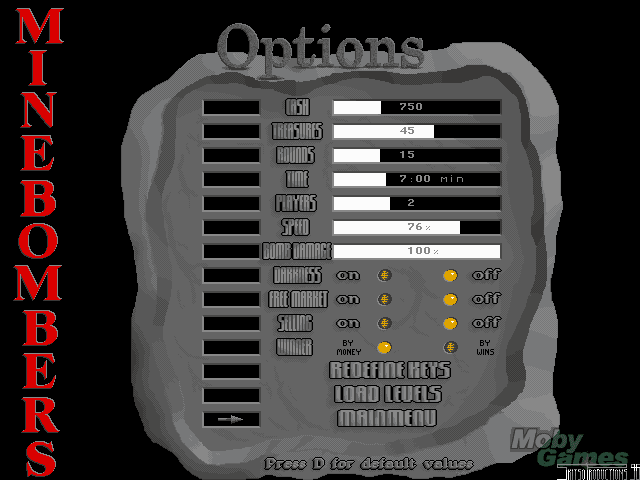 MINEBOMBERS
Options
CASH 750
TREASURES 45
ROUNDS 15
TIME 7:00 min
PLAYERS 2
SPEED 76%
BOMB DAMAGE 100%
DARKNESS on off
FREE MARKET on off
SELLING on off
WINNER BY MONEY BY WINS
REDEFINE KEYS
LOAD LEVELS
MAINMENU
Press D for default values
Moby
Games